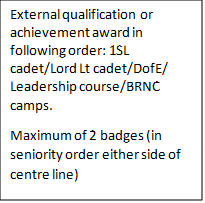 External qualification or
achievement award in
following order: 1SL
cadet/Lord Lt cadet/DofE/
Leadership course/BRNC
camps.
Maximum of 2 badges (in
seniority order either side of
centre line)